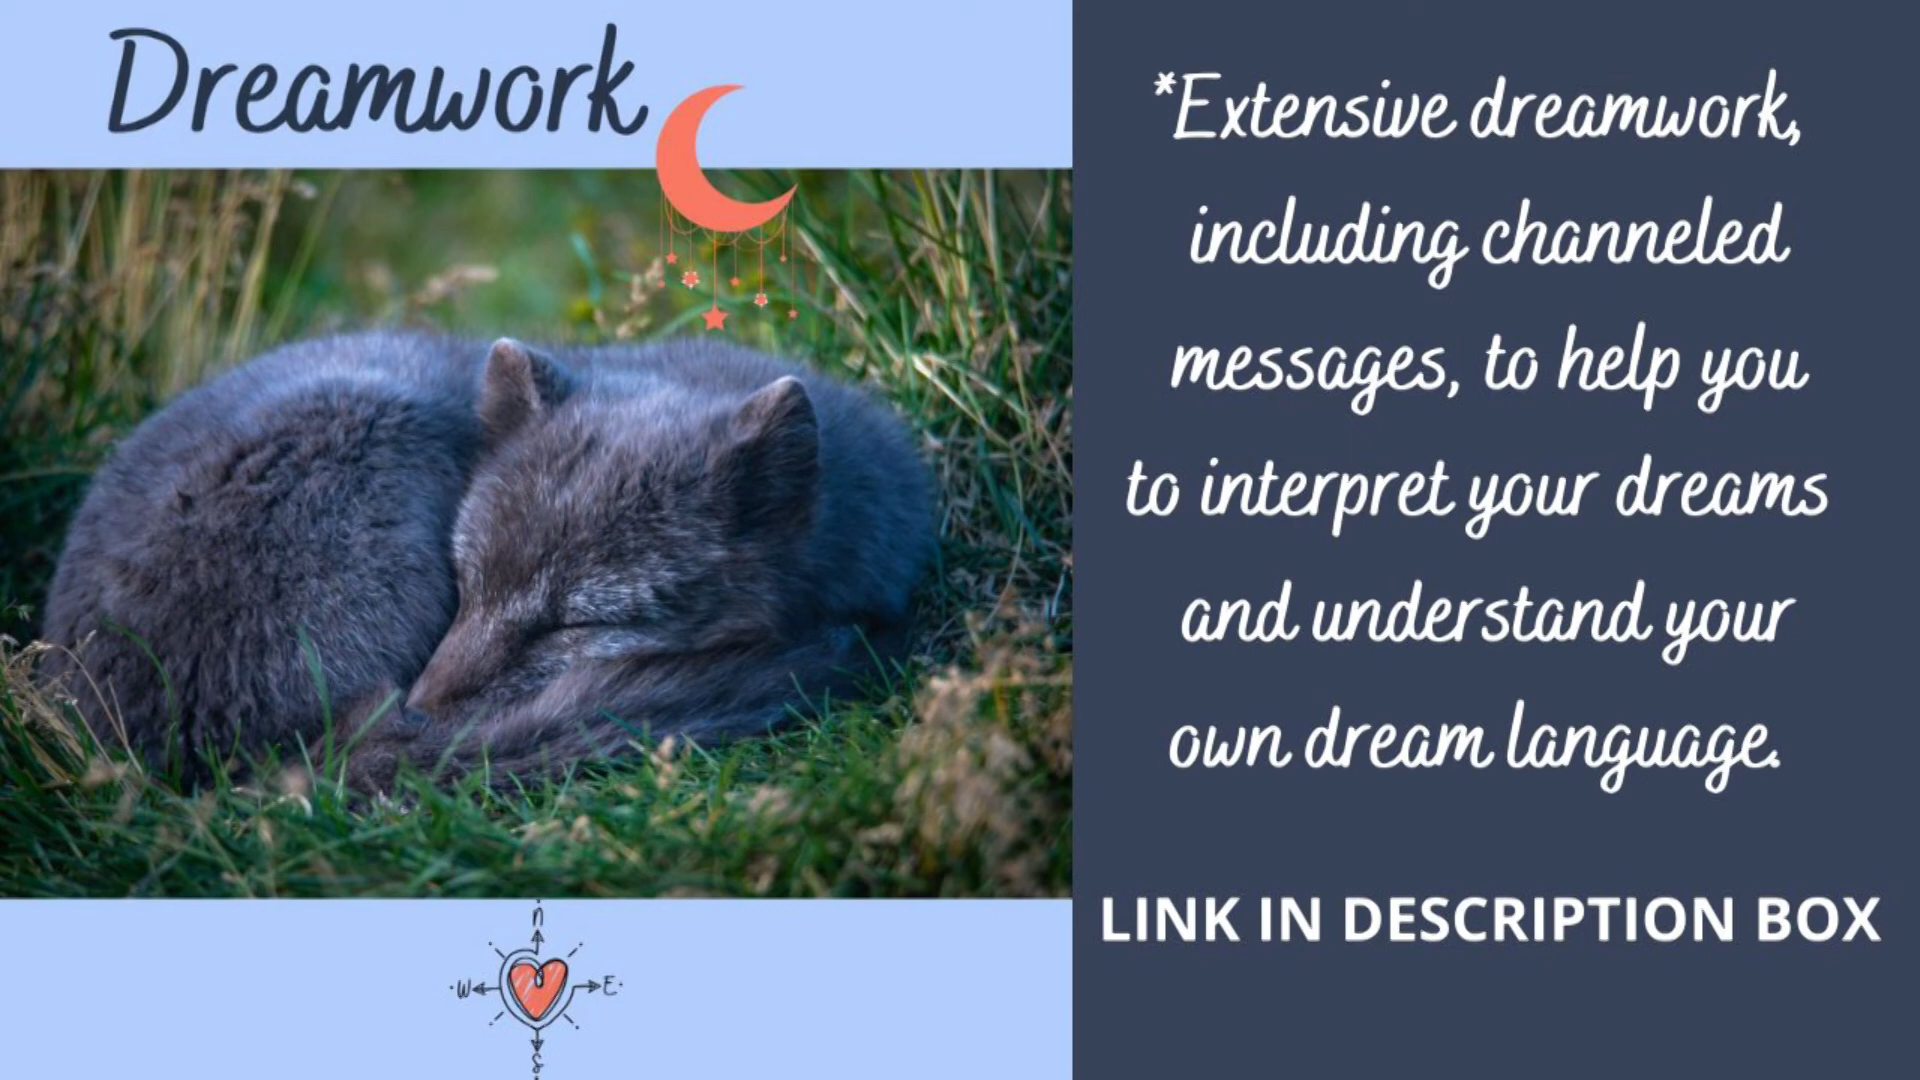 Dreamwork
*Extensive dreamwork,
including channeled
messages, to help you
to interpret your dreams
and understand your
own dream language.
LINK IN DESCRIPTION BOX
n
W E
S